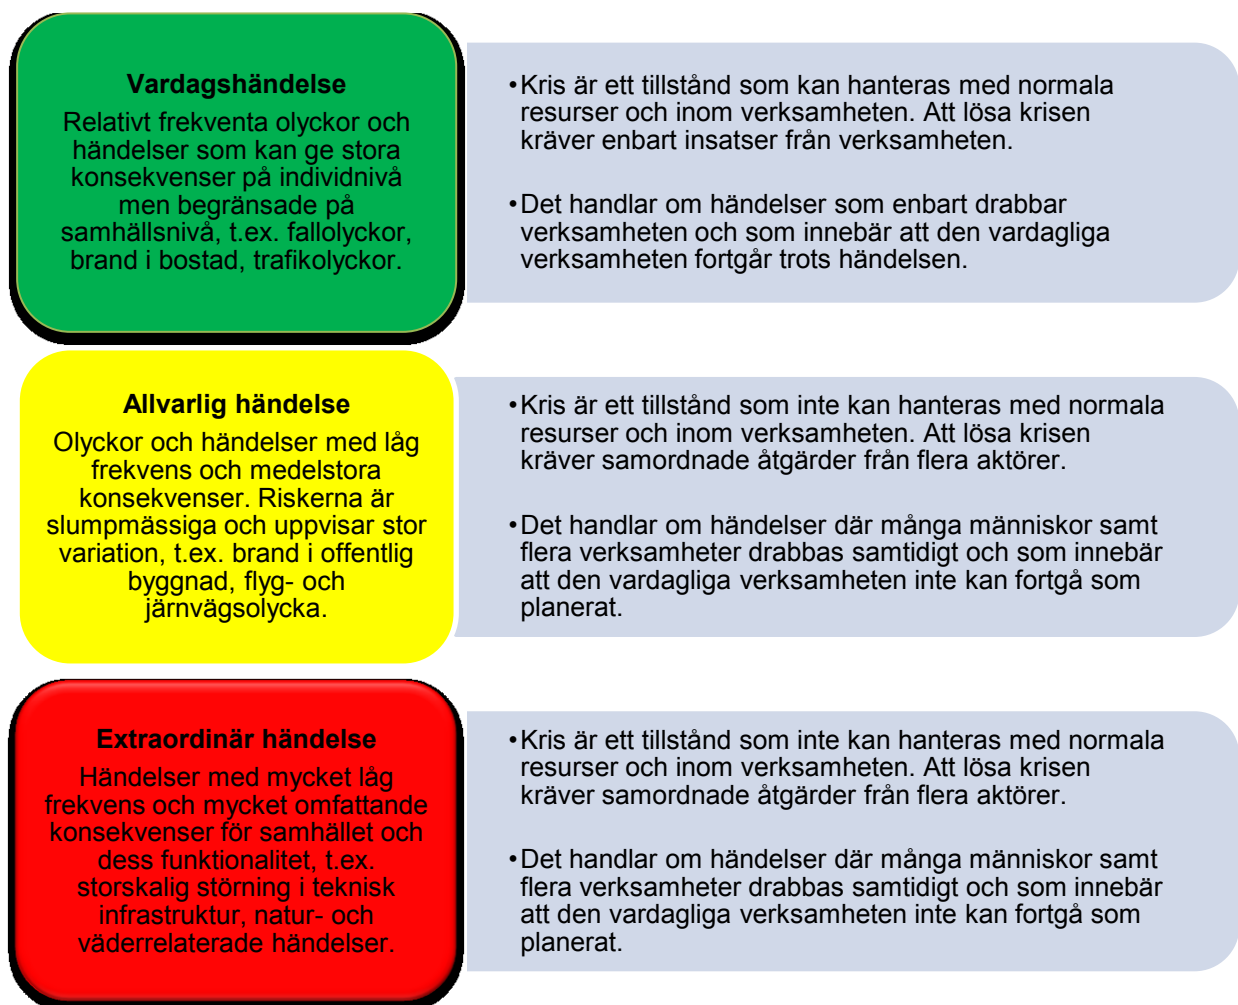 Vardagshändelse
Relativt frekventa olyckor och
händelser som kan ge stora
konsekvenser på individnivå
men begränsade på
samhällsnivå, t.ex. fallolyckor,
brand i bostad, trafikolyckor.
•Kris är ett tillstånd som kan hanteras med normala
resurser och inom verksamheten. Att lösa krisen
kräver enbart insatser från verksamheten.
•Det handlar om händelser som enbart drabbar
verksamheten och som innebär att den vardagliga
verksamheten fortgår trots händelsen.
Allvarlig händelse
Olyckor och händelser med låg
frekvens och medelstora
konsekvenser. Riskerna är
slumpmässiga och uppvisar stor
variation, t.ex. brand i offentlig
byggnad, flyg- och
järnvägsolycka.
•Kris är ett tillstånd som inte kan hanteras med normala
resurser och inom verksamheten. Att lösa krisen
kräver samordnade åtgärder från flera aktörer.
•Det handlar om händelser där många människor samt
flera verksamheter drabbas samtidigt och som innebär
att den vardagliga verksamheten inte kan fortgå som
planerat.
Extraordinär händelse
Händelser med mycket låg
frekvens och mycket omfattande
konsekvenser för samhället och
dess funktionalitet, t.ex.
storskalig störning i teknisk
infrastruktur, natur- och
väderrelaterade händelser.
•Kris är ett tillstånd som inte kan hanteras med normala
resurser och inom verksamheten. Att lösa krisen
kräver samordnade åtgärder från flera aktörer.
•Det handlar om händelser där många människor samt
flera verksamheter drabbas samtidigt och som innebär
att den vardagliga verksamheten inte kan fortgå som
planerat.